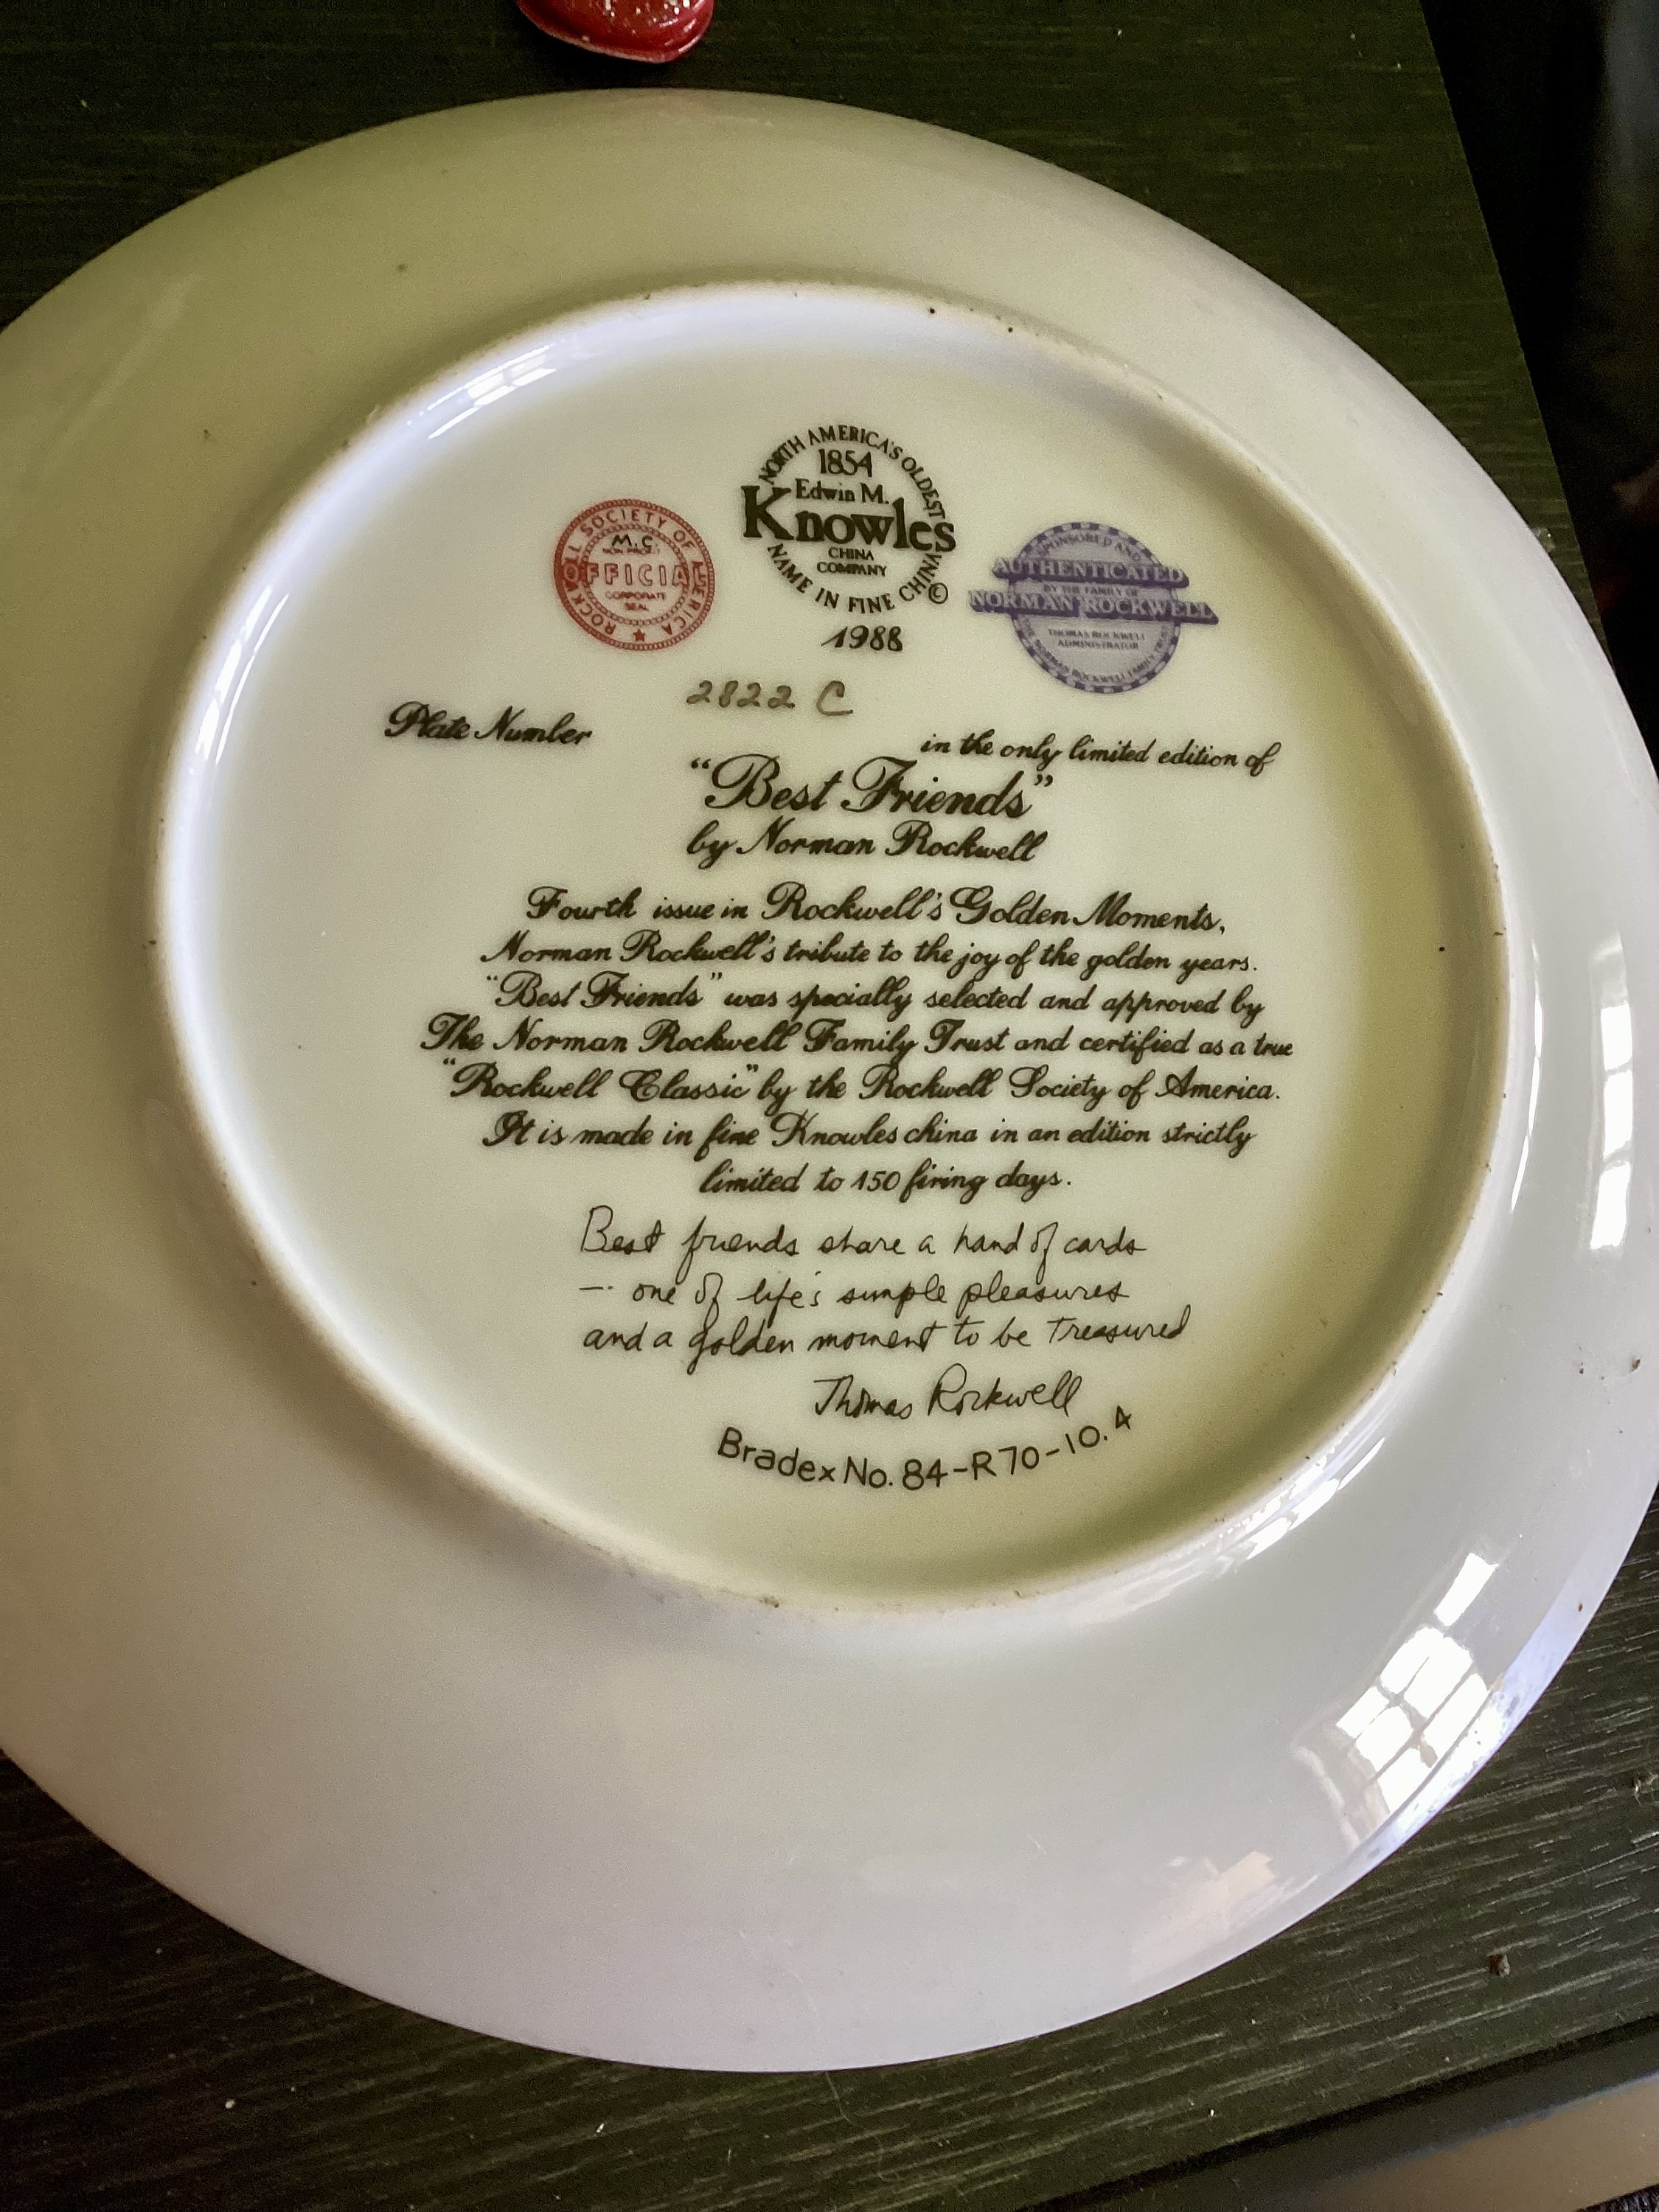 NORTH AMERICA'S OLDEST
1854
Edwin M.
Knowles
CHINA
COMPANY
NAME IN FINE CHINA ©
1988
ROCKWELL SOCIETY OF AMERICA
M.C.
NON-PROFIT
OFFICIAL
CORPORATE
SEAL
SPONSORED AND
AUTHENTICATED
BY THE FAMILY OF
NORMAN ROCKWELL
THOMAS ROCKWELL
ADMINISTRATOR
NORMAN ROCKWELL FAMILY TRUST
2822 C
Plate Number in the only limited edition of
"Best Friends"
by Norman Rockwell
Fourth issue in Rockwell's Golden Moments,
Norman Rockwell's tribute to the joy of the golden years.
"Best Friends" was specially selected and approved by
The Norman Rockwell Family Trust and certified as a true
"Rockwell Classic" by the Rockwell Society of America.
It is made in fine Knowles china in an edition strictly
limited to 150 firing days.
Best friends share a hand of cards
— one of life's simple pleasures
and a golden moment to be treasured
Thomas Rockwell
Bradex No. 84-R70-10.4